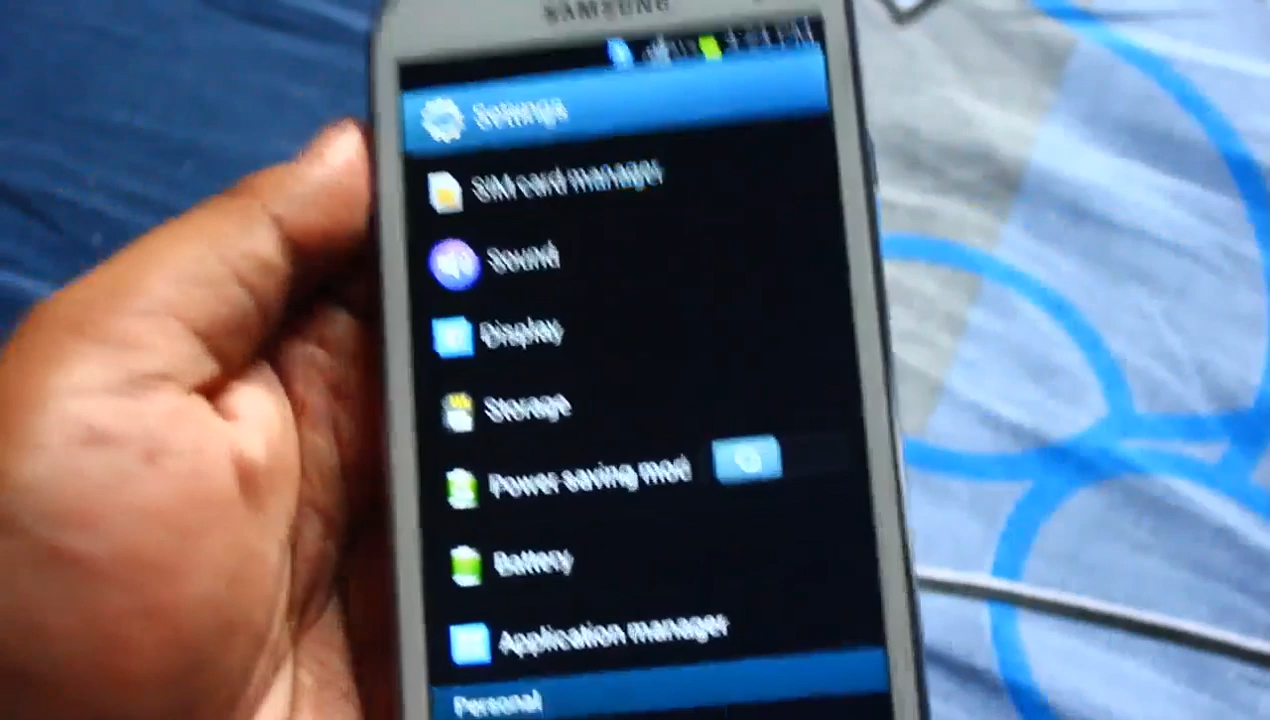 SAMSUNG
Settings
SIM card manager
Sound
Display
Storage
Power saving mod
Battery
Application manager
Personal